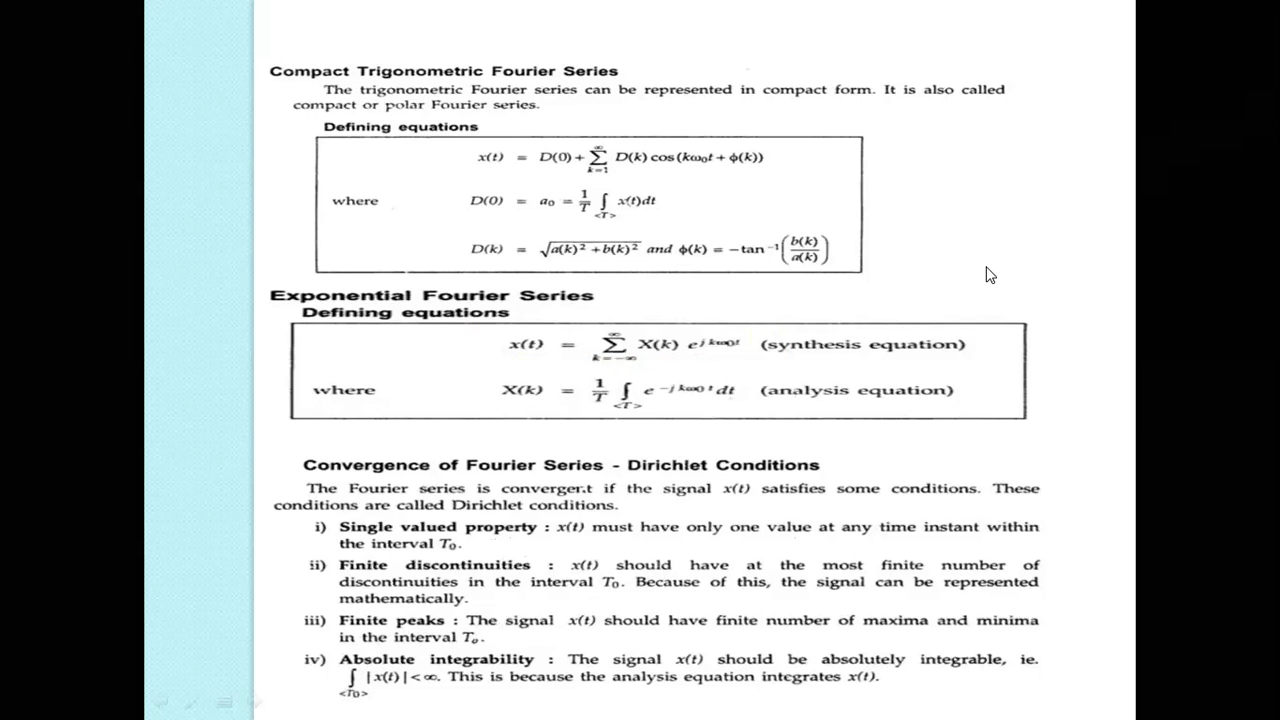 Compact Trigonometric Fourier Series
The trigonometric Fourier series can be represented in compact form. It is also called
compact or polar Fourier series.
Defining equations
x(t) = D(0) + ∑_{k=1}^{∞} D(k) cos (kω₀t + ϕ(k))
where D(0) = a₀ = 1/T ∫_{<T>} x(t)dt
D(k) = √(a(k)² + b(k)²) and ϕ(k) = −tan⁻¹(b(k)/a(k))
Exponential Fourier Series
Defining equations
x(t) = ∑_{k=−∞}^{∞} X(k) e^{j kω0t} (synthesis equation)
where X(k) = 1/T ∫_{<T>} e^{−j kω0 t} dt (analysis equation)
Convergence of Fourier Series - Dirichlet Conditions
The Fourier series is convergent if the signal x(t) satisfies some conditions. These
conditions are called Dirichlet conditions.
i) Single valued property : x(t) must have only one value at any time instant within
the interval T₀.
ii) Finite discontinuities : x(t) should have at the most finite number of
discontinuities in the interval T₀. Because of this, the signal can be represented
mathematically.
iii) Finite peaks : The signal x(t) should have finite number of maxima and minima
in the interval Tₒ.
iv) Absolute integrability : The signal x(t) should be absolutely integrable, ie.
∫_{<T0>} |x(t)| < ∞. This is because the analysis equation integrates x(t).